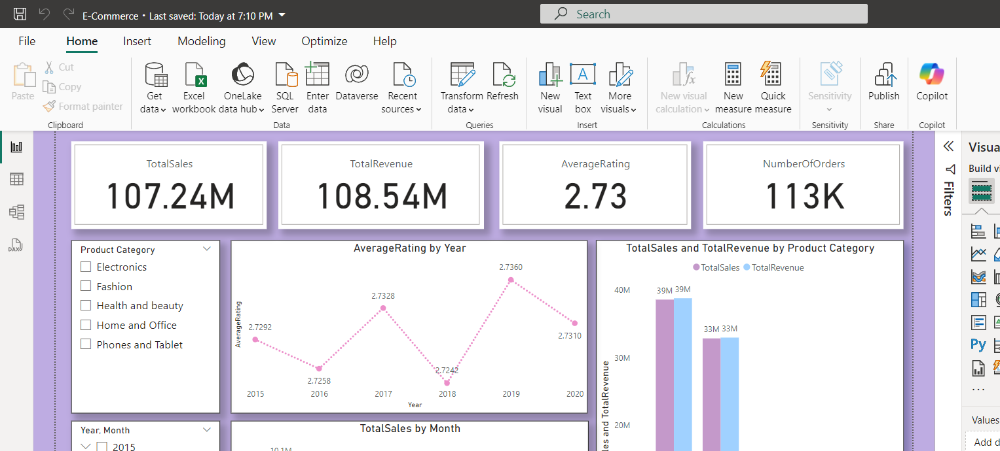 E-Commerce • Last saved: Today at 7:10 PM
Search
File Home Insert Modeling View Optimize Help
Paste
Cut
Copy
Format painter
Clipboard
Get data
Excel workbook
OneLake data hub
SQL Server
Enter data
Dataverse
Recent sources
Data
Transform data
Refresh
Queries
New visual
Text box
More visuals
Insert
New visual calculation
New measure
Quick measure
Calculations
Sensitivity
Sensitivity
Publish
Share
Copilot
Copilot
DAX
TotalSales
107.24M
TotalRevenue
108.54M
AverageRating
2.73
NumberOfOrders
113K
Product Category
Electronics
Fashion
Health and beauty
Home and Office
Phones and Tablet
AverageRating by Year
AverageRating
2.7292
2.7258
2.7328
2.7242
2.7360
2.7310
2015 2016 2017 2018 2019 2020
Year
TotalSales and TotalRevenue by Product Category
TotalSales TotalRevenue
40M
30M
20M
39M 39M
33M 33M
les and TotalRevenue
Year, Month
2015
TotalSales by Month
10.1M
Filters
Visua
Build vi
Py
...
Values
Add d